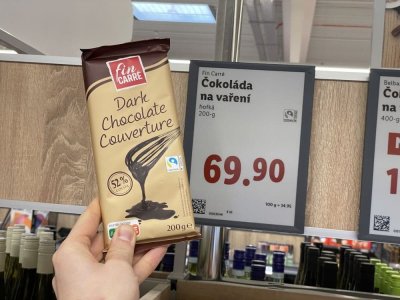 fin
CARRÉ
Dark
Chocolate
Couverture
52%
200g
Fin Carré
Čokoláda
na vaření
hořká
200-g
69.90
100 g = 34,95
Čo
na
400-g
1